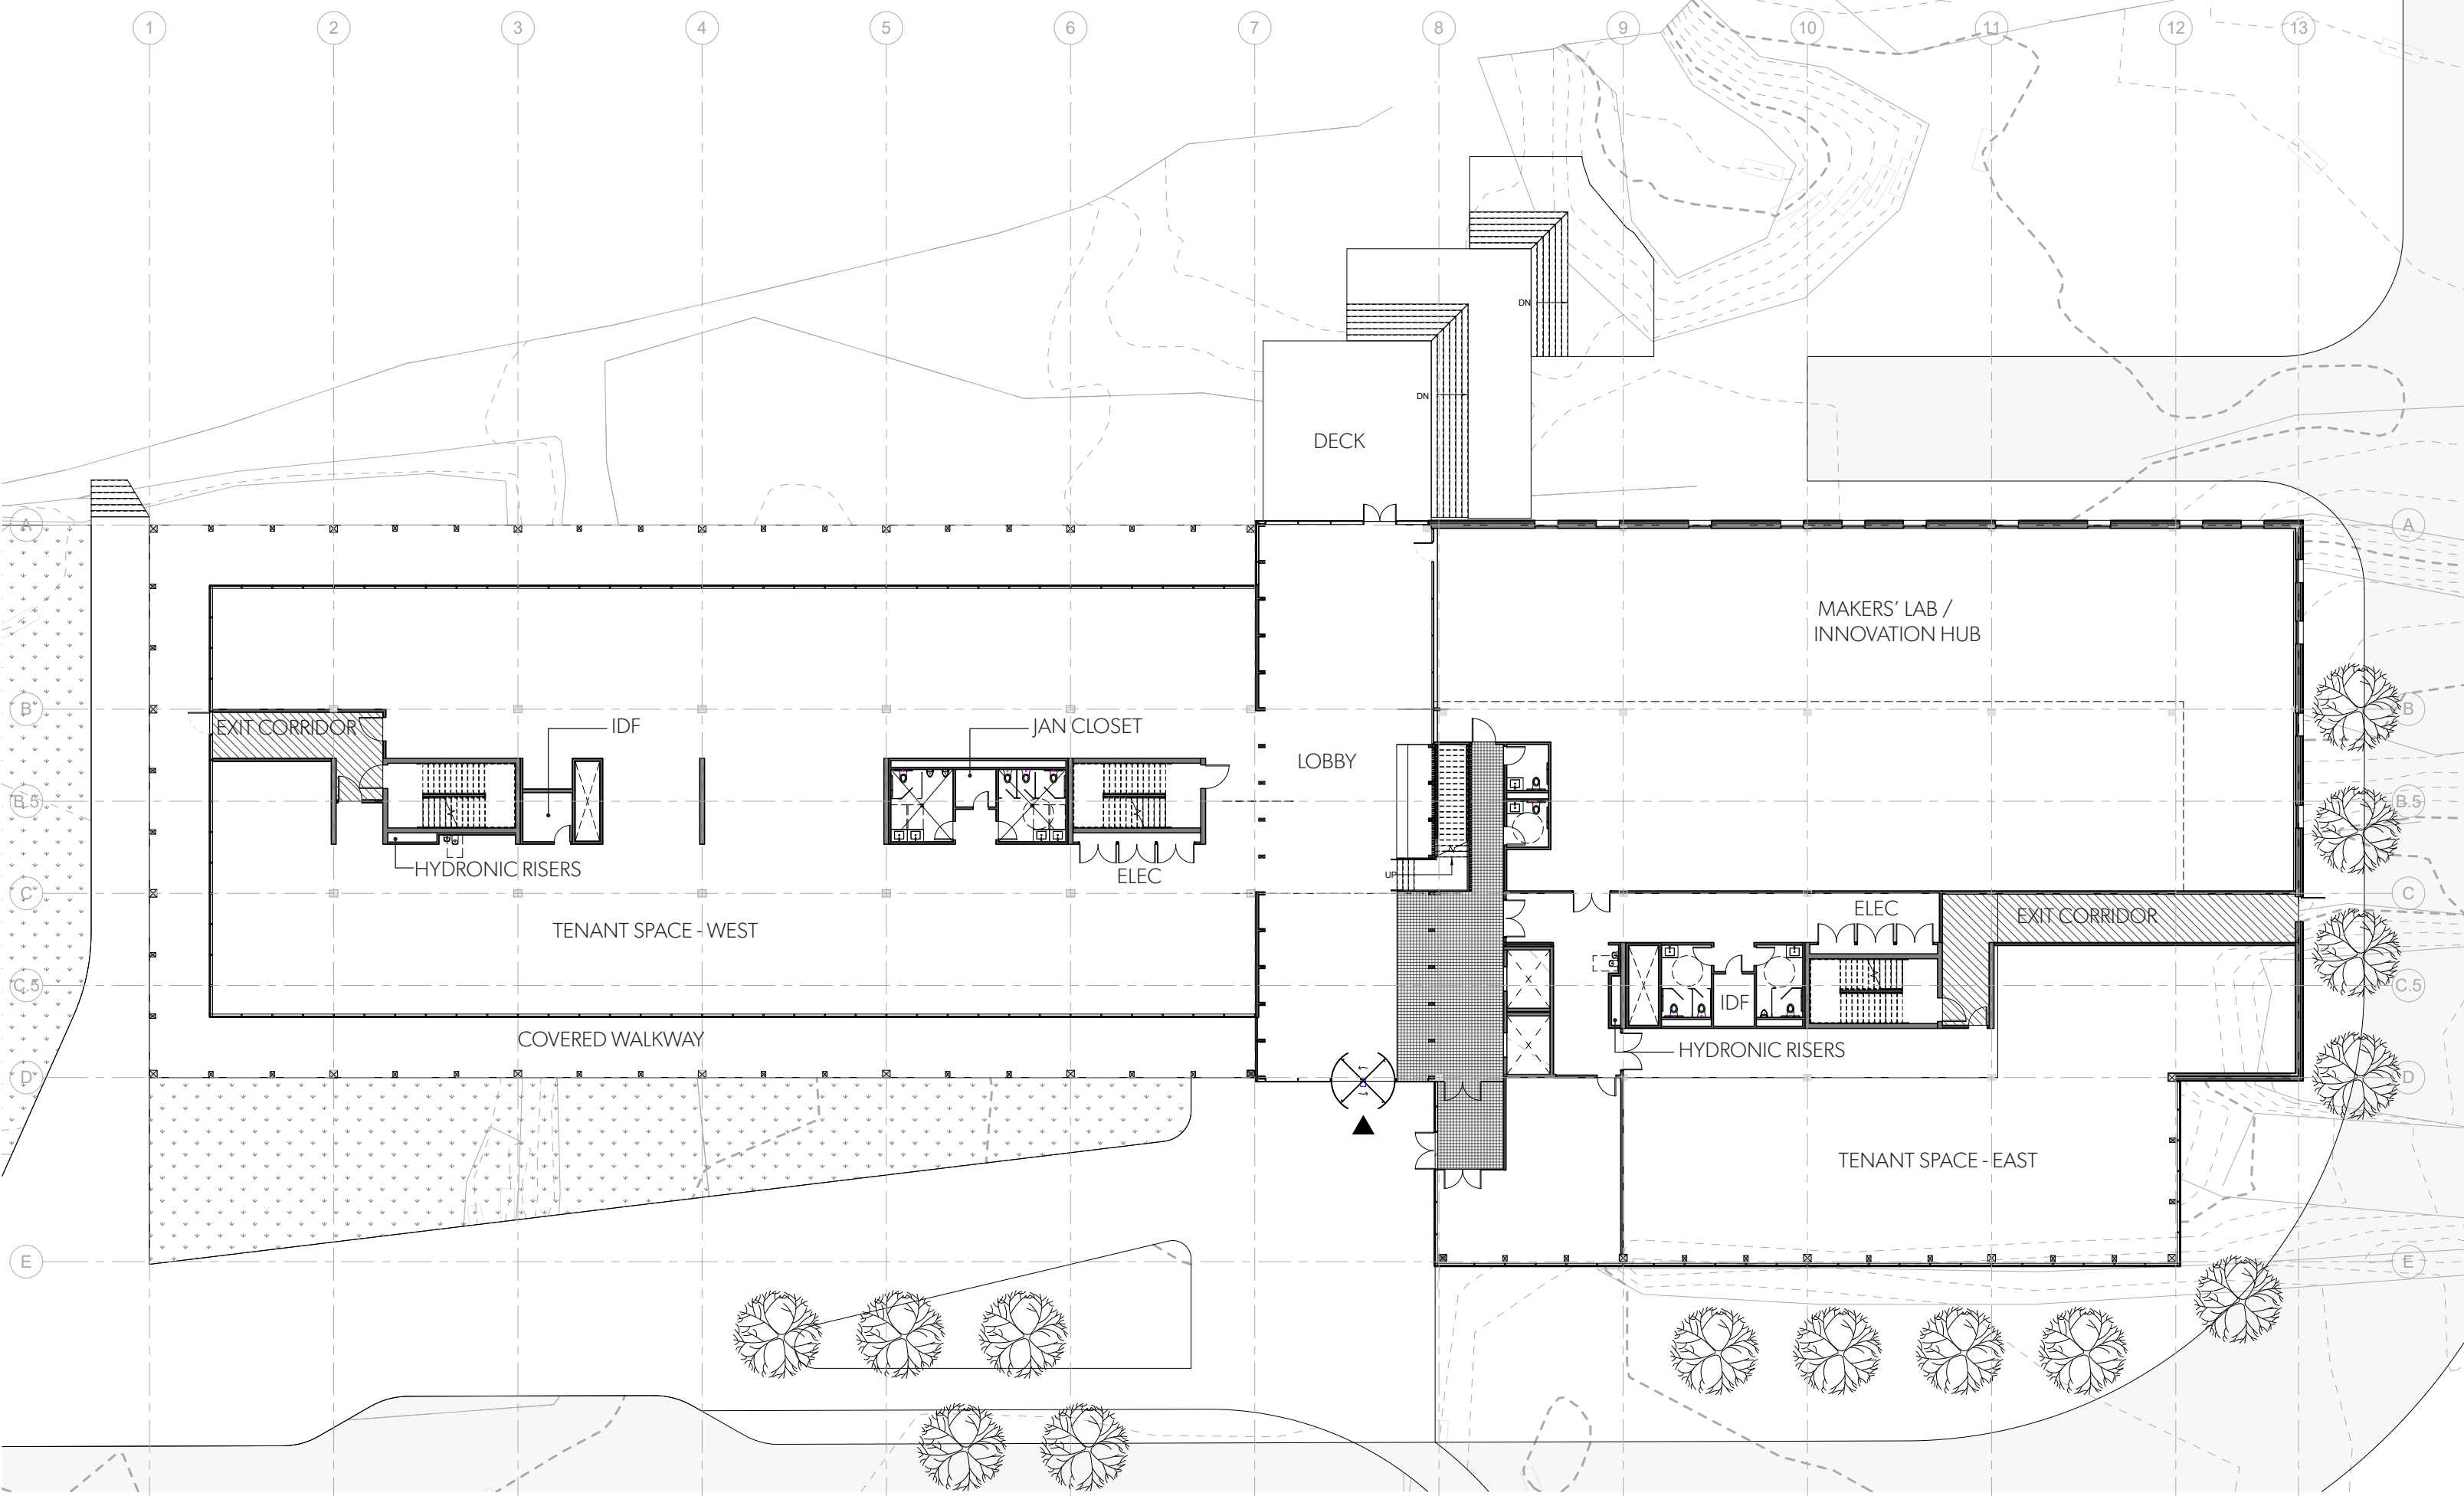 1 2 3 4 5 6 7 8 9 10 11 12 13
DN
DN
DECK
A A
MAKERS' LAB /
INNOVATION HUB
B B
EXIT CORRIDOR
IDF
JAN CLOSET
LOBBY
B.5 B.5
HYDRONIC RISERS
ELEC
UP
C C
ELEC
EXIT CORRIDOR
TENANT SPACE - WEST
X
C.5 C.5
IDF
COVERED WALKWAY
X
HYDRONIC RISERS
D D
TENANT SPACE - EAST
E E